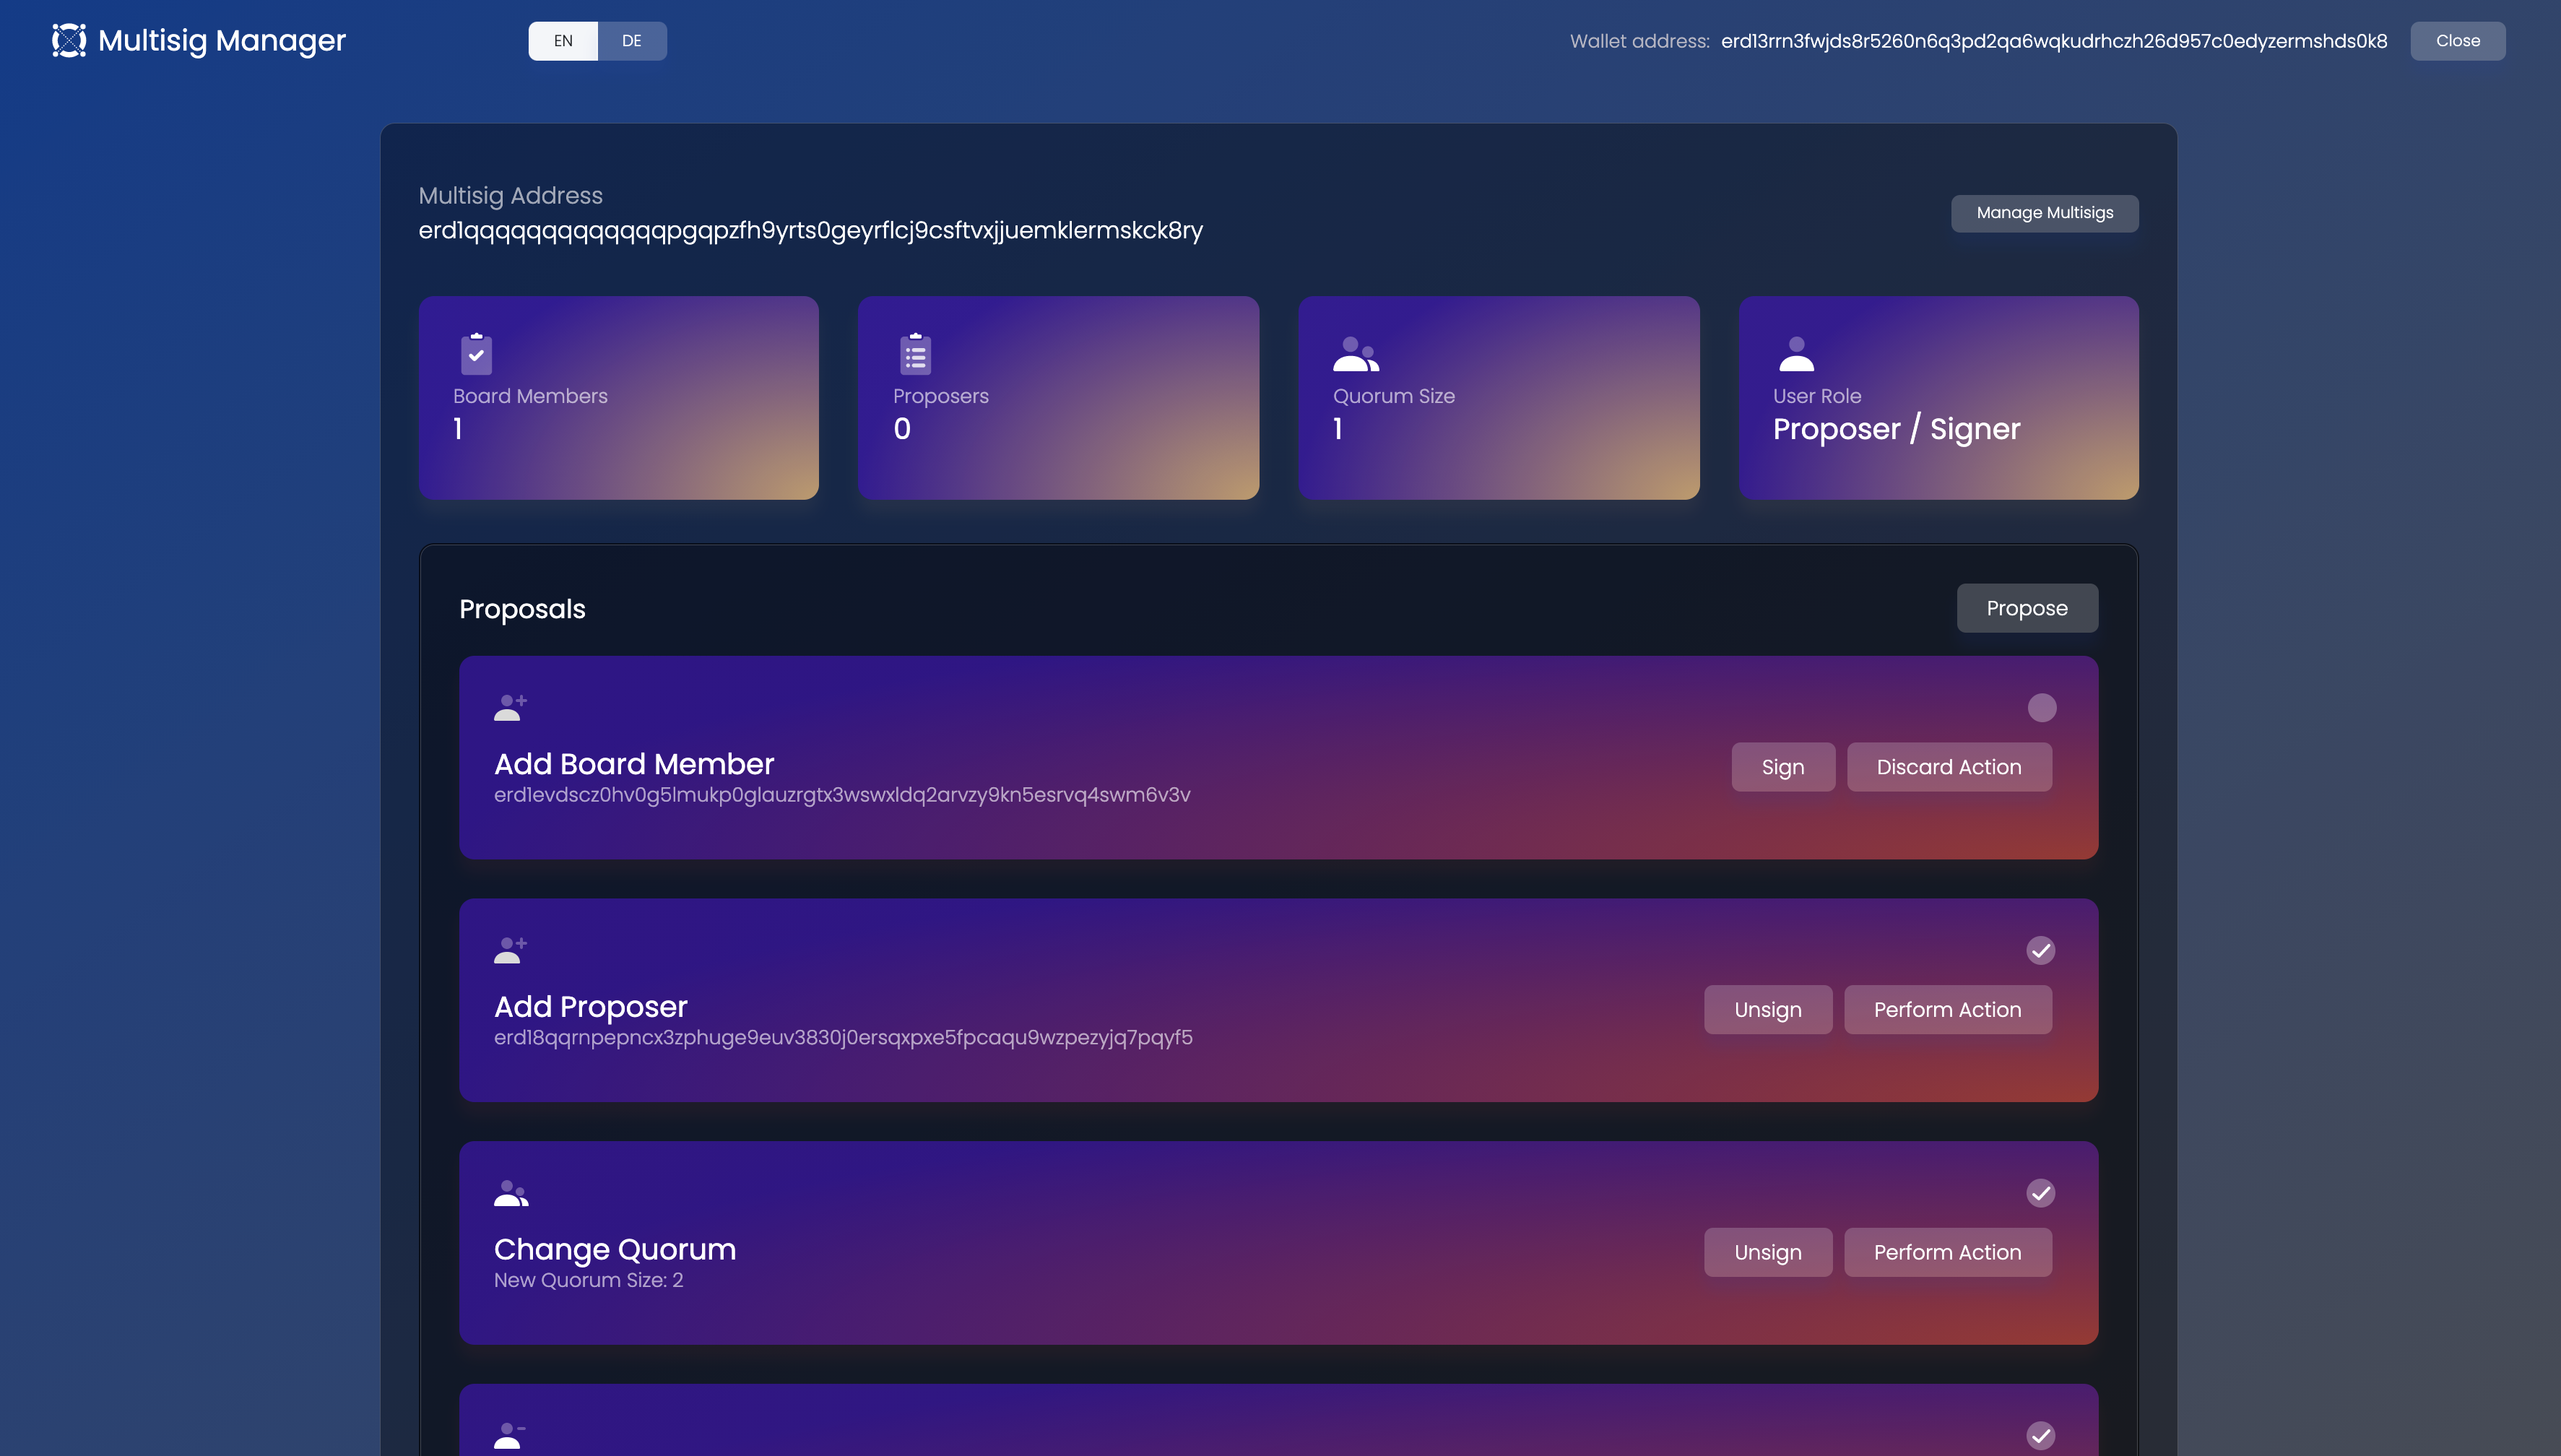 Multisig Manager
EN
DE
Wallet address: erd13rrn3fwjds8r5260n6q3pd2qa6wqkudrhczh26d957c0edyzermshds0k8
Close
Multisig Address
erd1qqqqqqqqqqqqqpgqpzfh9yrts0geyrflcj9csftvxjjuemklermskck8ry
Manage Multisigs
Board Members
1
Proposers
0
Quorum Size
1
User Role
Proposer / Signer
Proposals
Propose
Add Board Member
erd1evdscz0hv0g5lmukp0glauzrgtx3wswxldq2arvzy9kn5esrvq4swm6v3v
Sign
Discard Action
Add Proposer
erd18qqrnpepncx3zphuge9euv3830j0ersqxpxe5fpcaqu9wzpezyjq7pqyf5
Unsign
Perform Action
Change Quorum
New Quorum Size: 2
Unsign
Perform Action